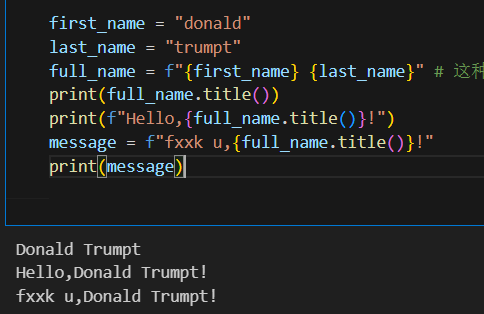 first_name = "donald"
last_name = "trumpt"
full_name = f"{first_name} {last_name}" # 这种
print(full_name.title())
print(f"Hello,{full_name.title()}!")
message = f"fxxk u,{full_name.title()}!"
print(message)
Donald Trumpt
Hello,Donald Trumpt!
fxxk u,Donald Trumpt!